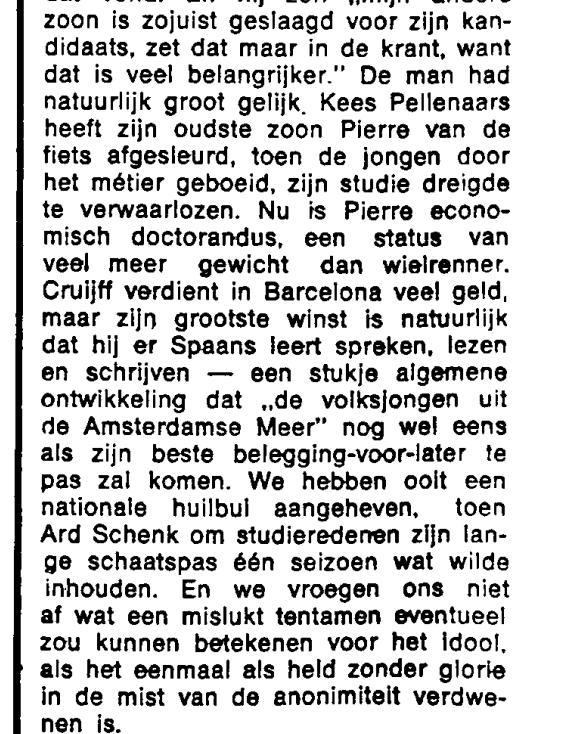 zoon is zojuist geslaagd voor zijn kan-
didaats, zet dat maar in de krant, want
dat is veel belangrijker." De man had
natuurlijk groot gelijk. Kees Pellenaars
heeft zijn oudste zoon Pierre van de
fiets afgesleurd, toen de jongen door
het métier geboeid, zijn studie dreigde
te verwaarlozen. Nu is Pierre econo-
misch doctorandus, een status van
veel meer gewicht dan wielrenner.
Cruijff verdient in Barcelona veel geld,
maar zijn grootste winst is natuurlijk
dat hij er Spaans leert spreken, lezen
en schrijven — een stukje algemene
ontwikkeling dat „de volksjongen uit
de Amsterdamse Meer" nog wel eens
als zijn beste belegging-voor-later te
pas zal komen. We hebben ooit een
nationale huilbui aangeheven, toen
Ard Schenk om studieredenen zijn lan-
ge schaatspas één seizoen wat wilde
inhouden. En we vroegen ons niet
af wat een mislukt tentamen eventueel
zou kunnen betekenen voor het idool,
als het eenmaal als held zonder glorie
in de mist van de anonimiteit verdwe-
nen is.